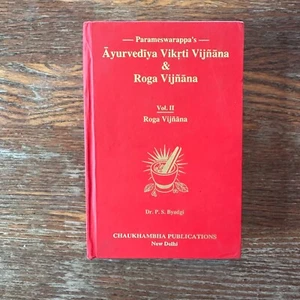 Parameswarappa's
Āyurvedīya Vikṛti Vijñāna
&
Roga Vijñāna
Vol. II
Roga Vijñāna
Dr. P. S. Byadgi
CHAUKHAMBHA PUBLICATIONS
New Delhi